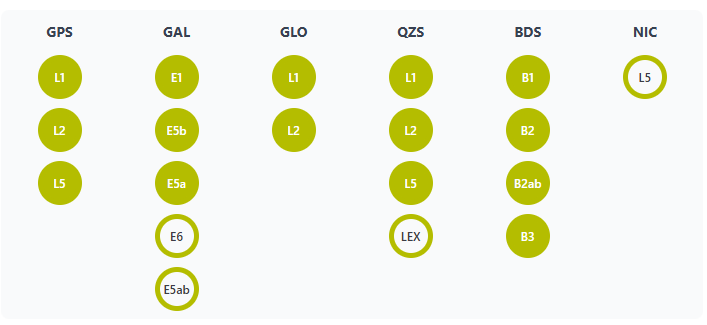 GPS GAL GLO QZS BDS NIC
L1 E1 L1 L1 B1 L5
L2 E5b L2 L2 B2
L5 E5a L5 B2ab
E6 LEX B3
E5ab